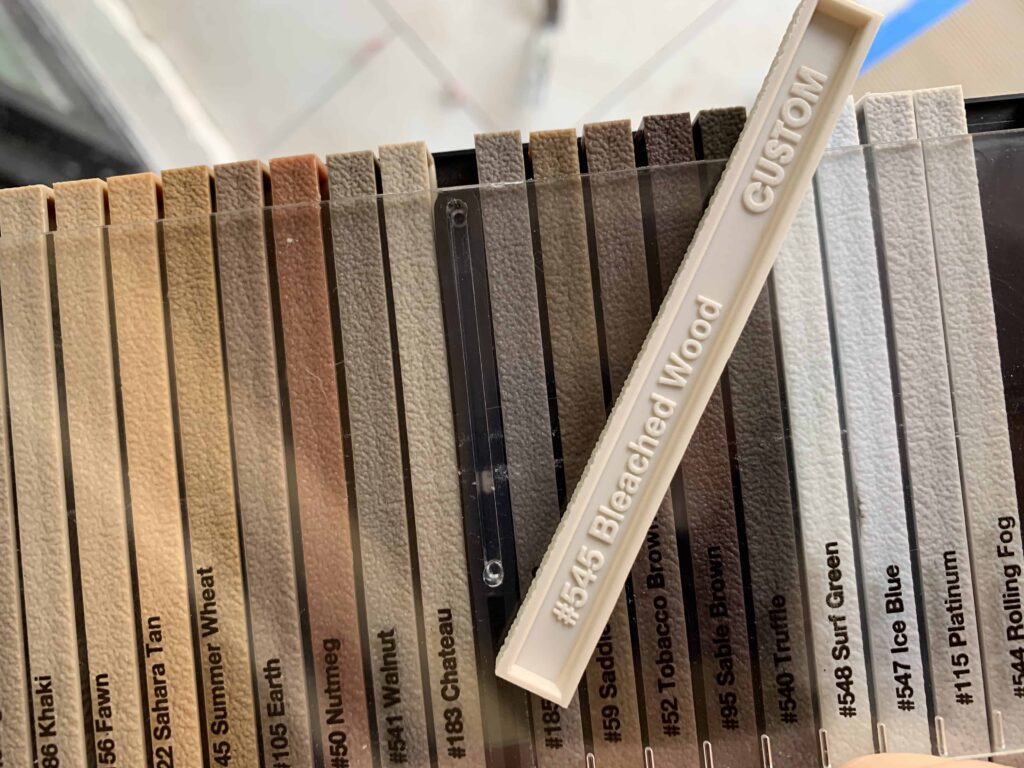 86 Khaki
56 Fawn
22 Sahara Tan
45 Summer Wheat
#105 Earth
#50 Nutmeg
#541 Walnut
#183 Chateau
#545 Bleached Wood
CUSTOM
#185
#59 Saddle
#52 Tobacco Brown
#95 Sable Brown
#540 Truffle
#548 Surf Green
#547 Ice Blue
#115 Platinum
#544 Rolling Fog